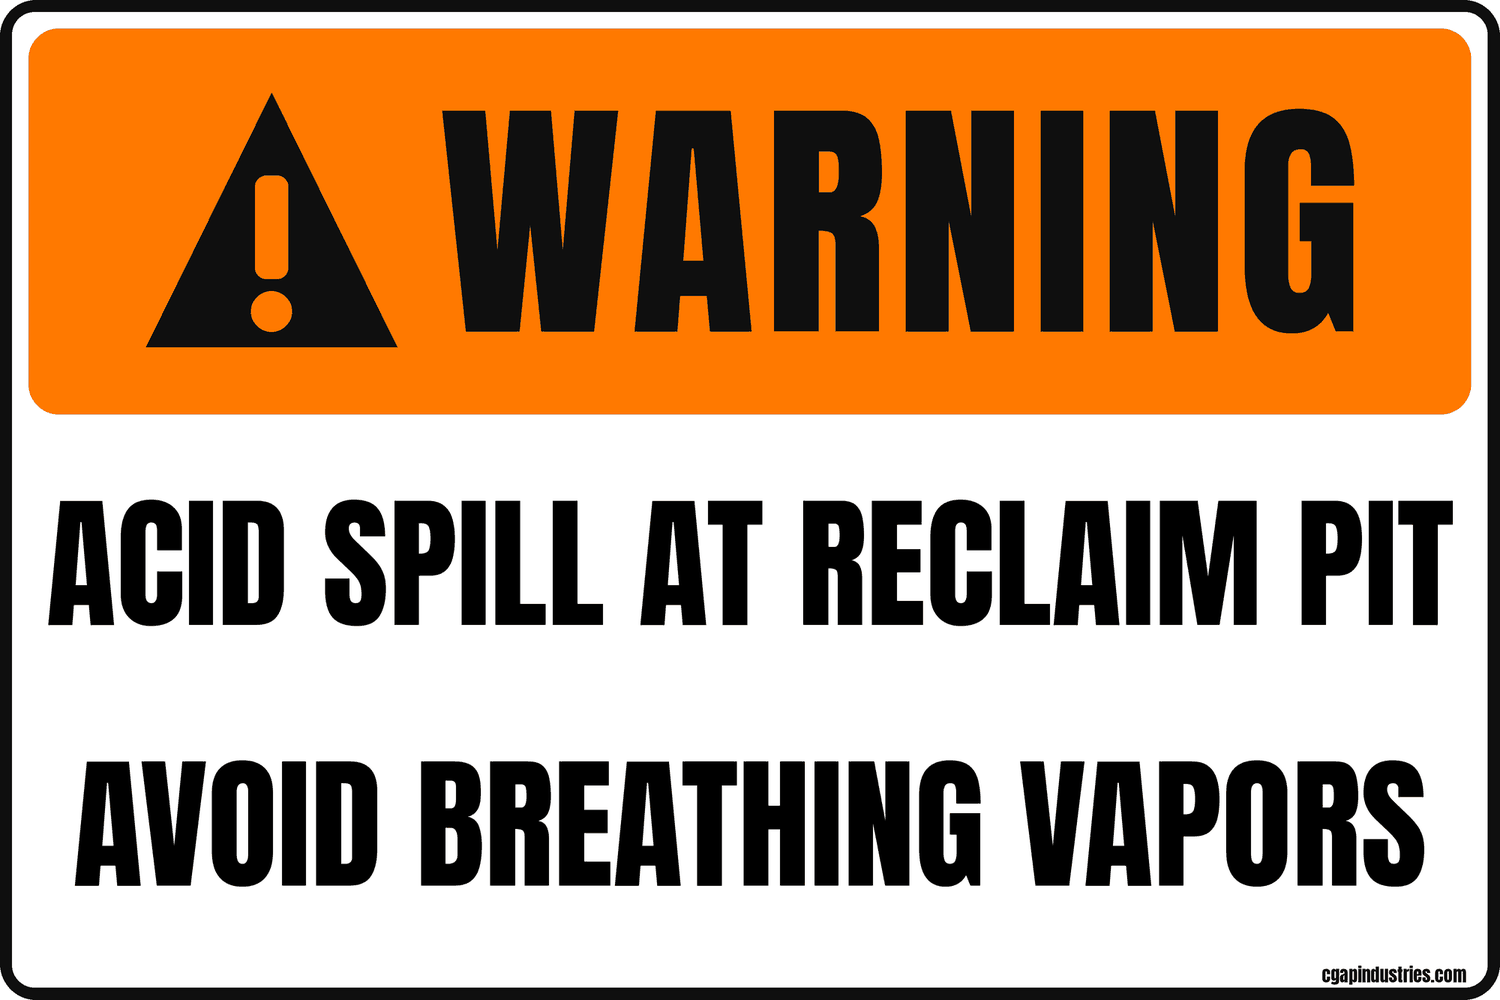 WARNING
ACID SPILL AT RECLAIM PIT
AVOID BREATHING VAPORS
cgapindustries.com